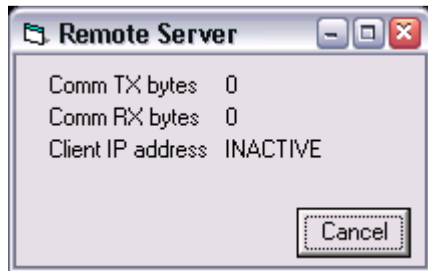 Remote Server
Comm TX bytes 0
Comm RX bytes 0
Client IP address INACTIVE
Cancel